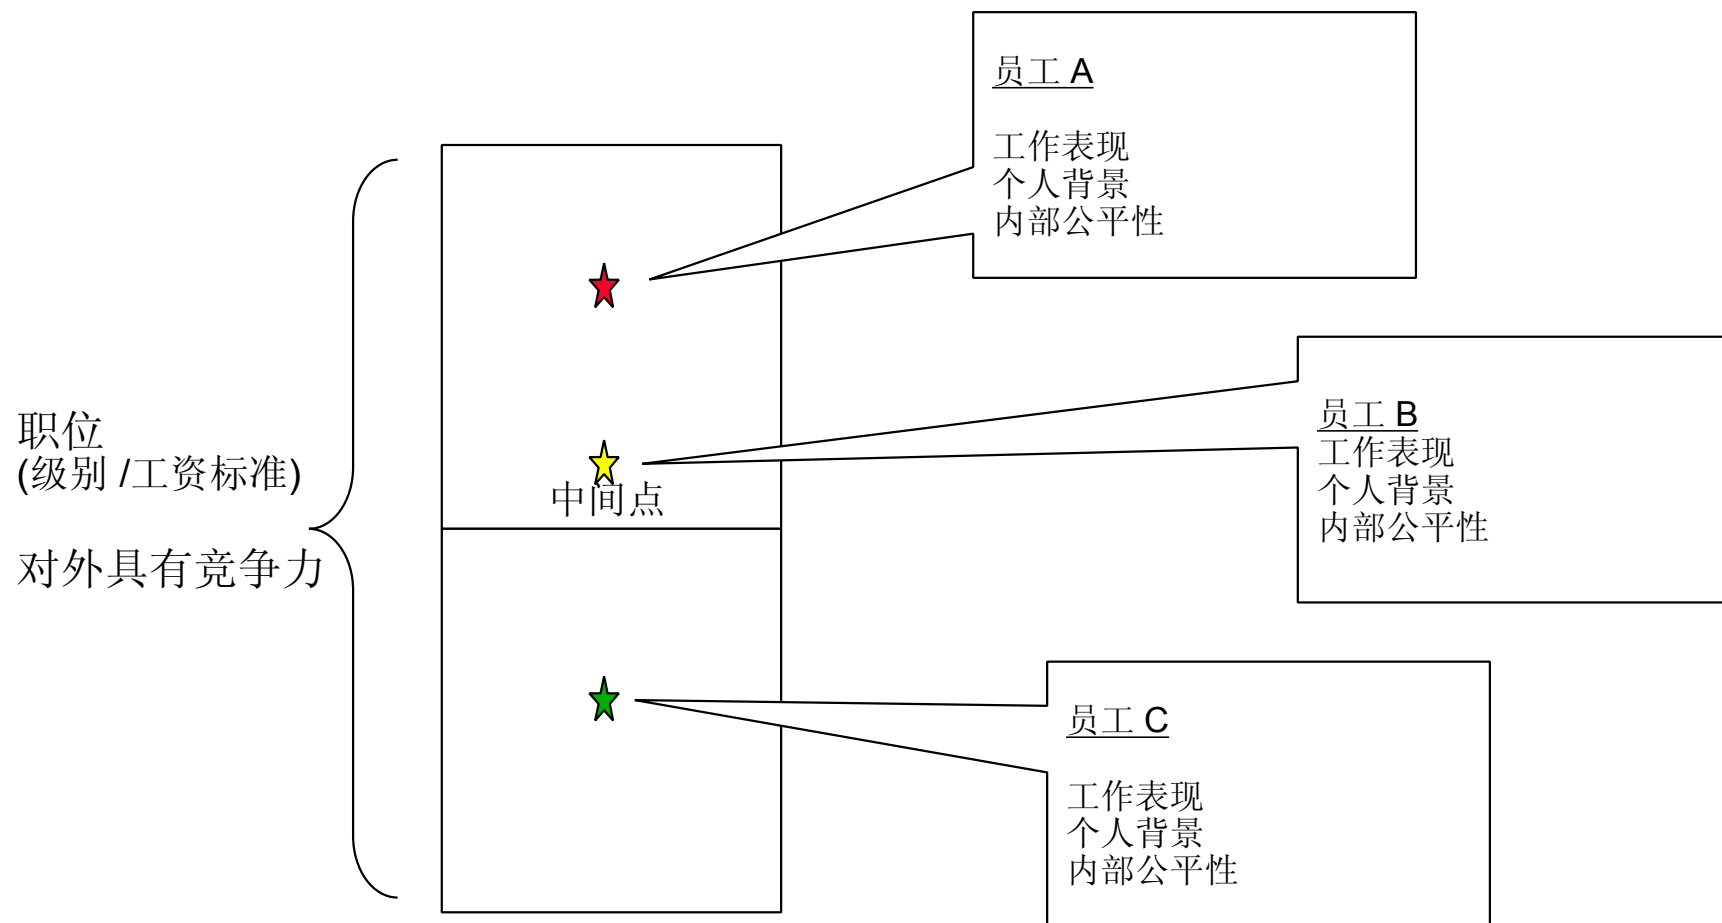 员工 A
工作表现
个人背景
内部公平性
职位
(级别 /工资标准)
对外具有竞争力
中间点
员工 B
工作表现
个人背景
内部公平性
员工 C
工作表现
个人背景
内部公平性